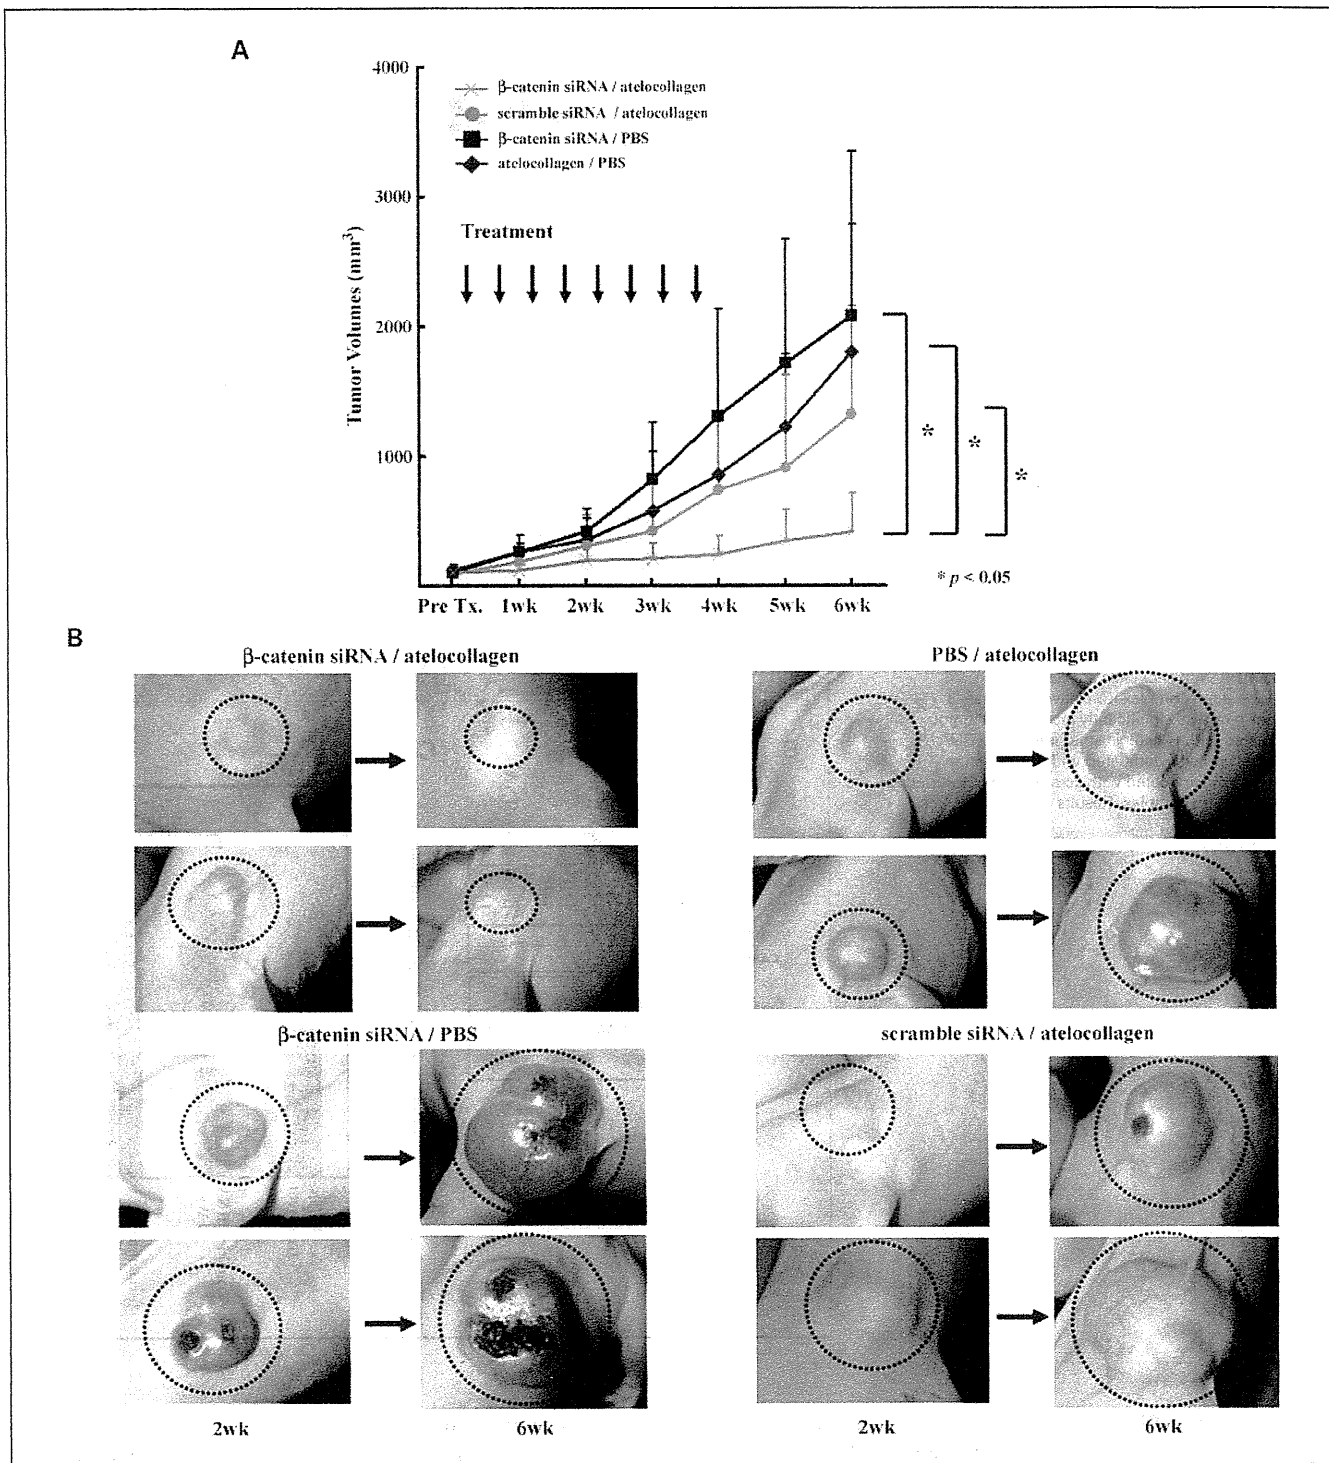 A
4000
3000
2000
1000
Tumor Volumes (mm³)
β-catenin siRNA / atelocollagen
scramble siRNA / atelocollagen
β-catenin siRNA / PBS
atelocollagen / PBS
Treatment
*
*
*
* p < 0.05
Pre Tx. 1wk 2wk 3wk 4wk 5wk 6wk
B
β-catenin siRNA / atelocollagen
PBS / atelocollagen
β-catenin siRNA / PBS
scramble siRNA / atelocollagen
2wk 6wk 2wk 6wk